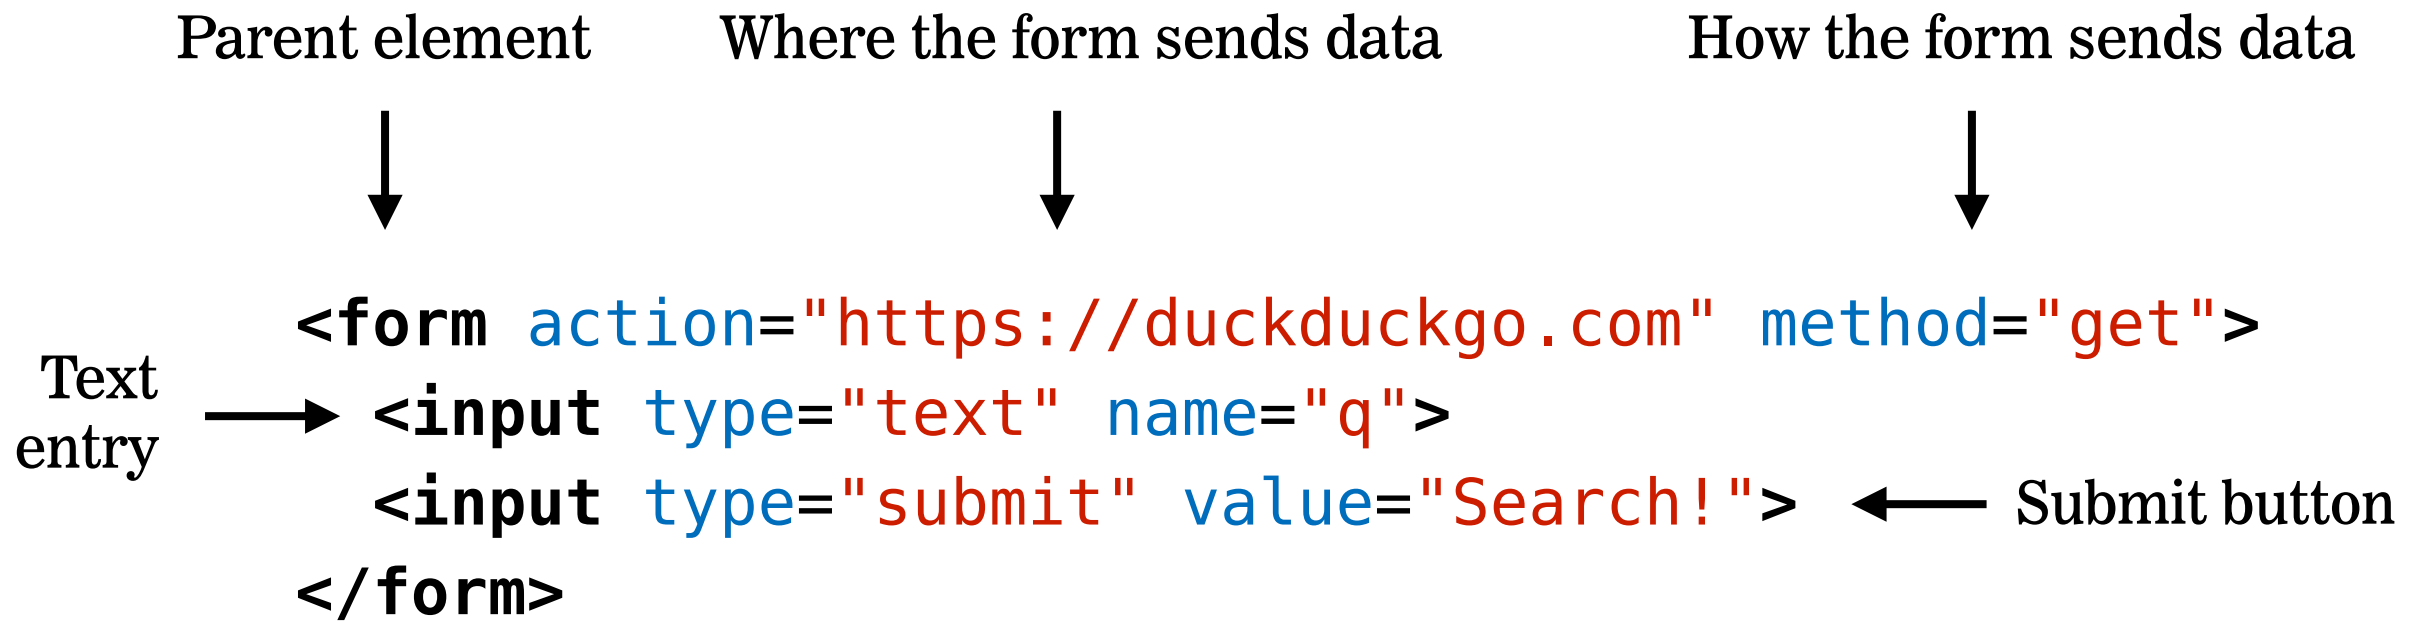 Parent element
Where the form sends data
How the form sends data
<form action="https://duckduckgo.com" method="get">
Text
entry
<input type="text" name="q">
<input type="submit" value="Search!">
Submit button
</form>